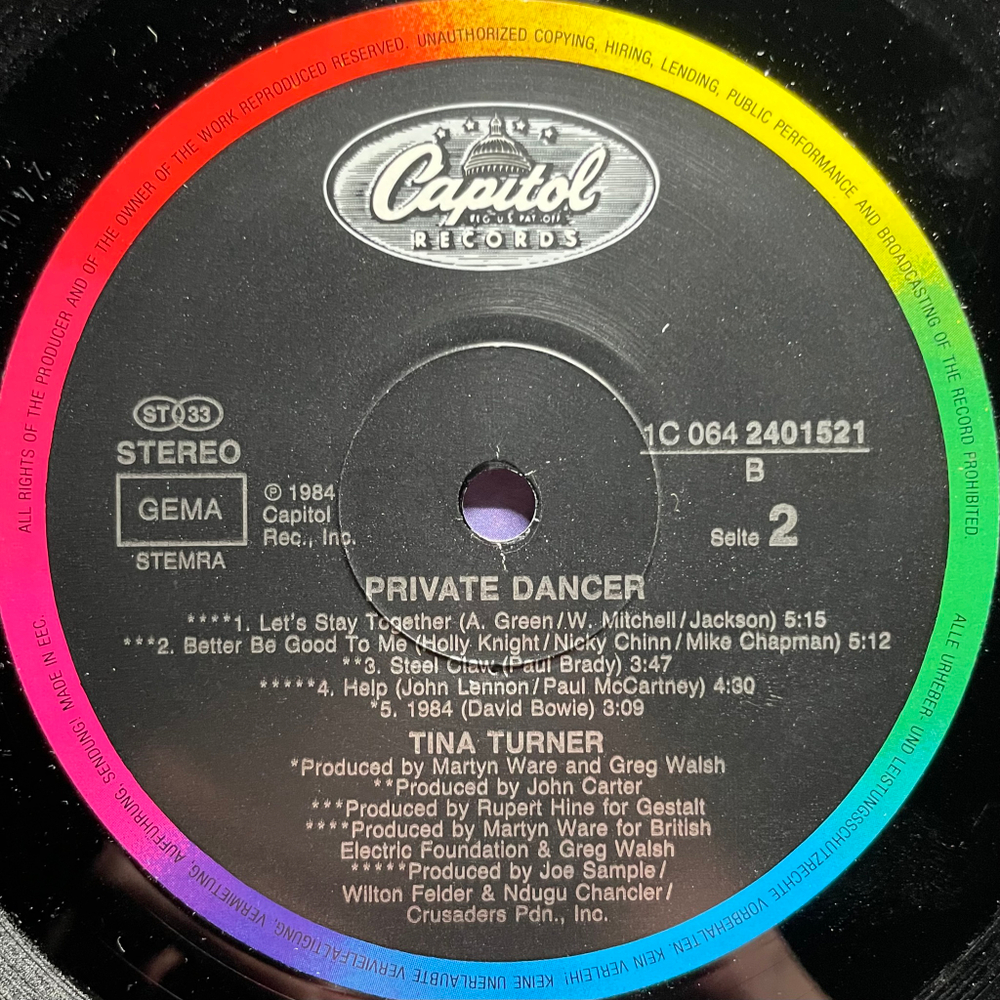 ALL RIGHTS OF THE PRODUCER AND OF THE OWNER OF THE WORK REPRODUCED RESERVED. UNAUTHORIZED COPYING, HIRING, LENDING, PUBLIC PERFORMANCE AND BROADCASTING OF THE RECORD PROHIBITED.
Capitol
REG. U.S. PAT. OFF.
RECORDS
ST 33
STEREO
GEMA
STEMRA
℗ 1984
Capitol
Rec., Inc.
1C 064 2401521
B
Seite 2
PRIVATE DANCER
****1. Let's Stay Together (A. Green/W. Mitchell/Jackson) 5:15
***2. Better Be Good To Me (Holly Knight/Nicky Chinn/Mike Chapman) 5:12
**3. Steel Claw (Paul Brady) 3:47
*****4. Help (John Lennon/Paul McCartney) 4:30
*5. 1984 (David Bowie) 3:09
TINA TURNER
*Produced by Martyn Ware and Greg Walsh
**Produced by John Carter
***Produced by Rupert Hine for Gestalt
****Produced by Martyn Ware for British
Electric Foundation & Greg Walsh
*****Produced by Joe Sample/
Wilton Felder & Ndugu Chancler/
Crusaders Pdn., Inc.
ALLE URHEBER- UND LEISTUNGSSCHUTZRECHTE VORBEHALTEN. KEIN VERLEIH! KEINE UNERLAUBTE VERVIELFÄLTIGUNG, VERMIETUNG, AUFFÜHRUNG, SENDUNG! MADE IN EEC.